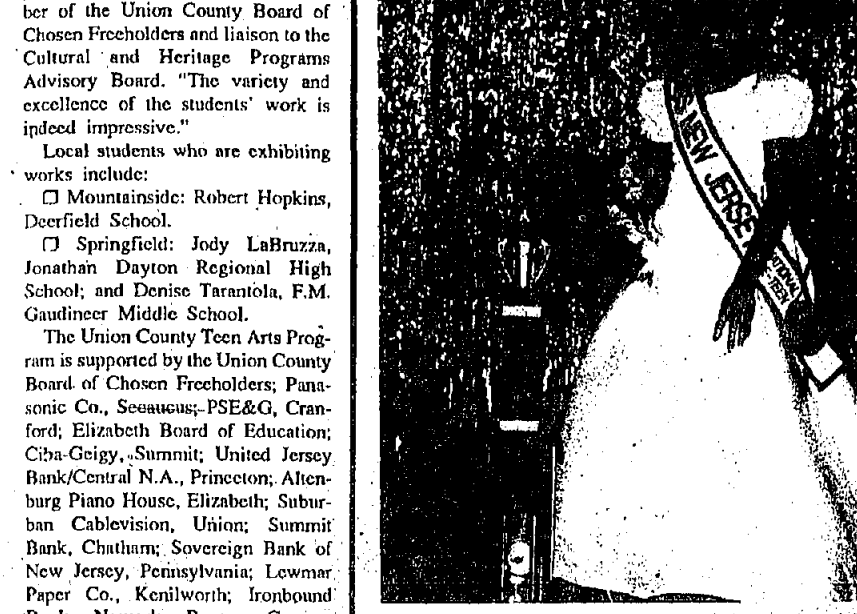 ber of the Union County Board of
Chosen Freeholders and liaison to the
Cultural and Heritage Programs
Advisory Board. "The variety and
excellence of the students' work is
indeed impressive."
Local students who are exhibiting
works include:
❒ Mountainside: Robert Hopkins,
Deerfield School.
❒ Springfield: Jody LaBruzza,
Jonathan Dayton Regional High
School; and Denise Tarantola, F.M.
Gaudineer Middle School.
The Union County Teen Arts Prog-
ram is supported by the Union County
Board of Chosen Freeholders; Pana-
sonic Co., Secaucus; PSE&G, Cran-
ford; Elizabeth Board of Education;
Ciba-Geigy, Summit; United Jersey
Bank/Central N.A., Princeton; Alten-
burg Piano House, Elizabeth; Subur-
ban Cablevision, Union; Summit
Bank, Chatham; Sovereign Bank of
New Jersey, Pennsylvania; Lewmar
Paper Co., Kenilworth; Ironbound
NEW JERSE
TEEN